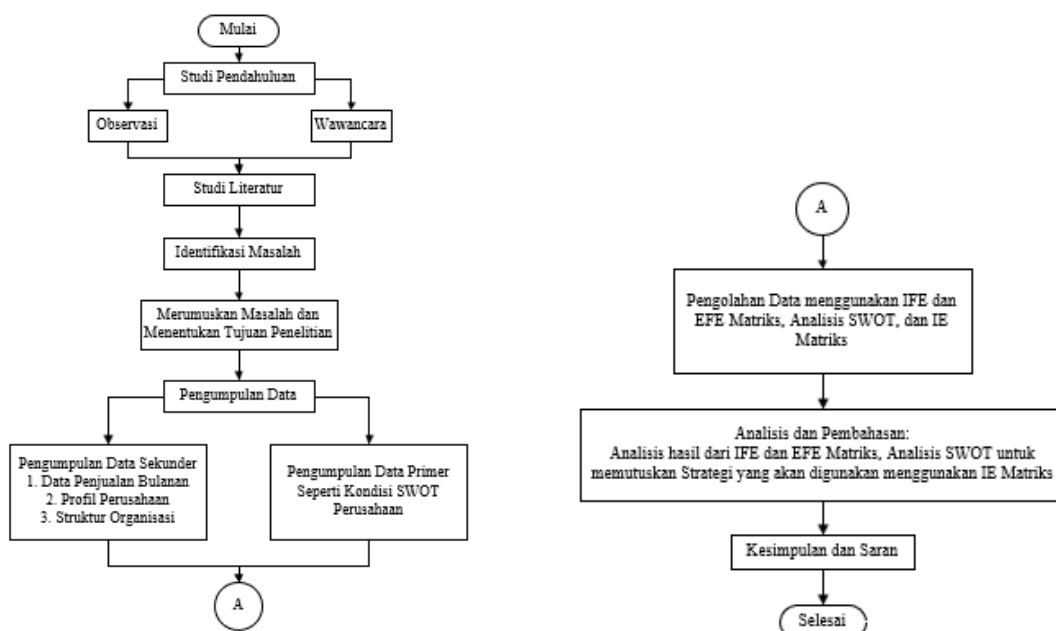 Mulai
Studi Pendahuluan
Observasi
Wawancara
Studi Literatur
Identifikasi Masalah
Merumuskan Masalah dan
Menentukan Tujuan Penelitian
Pengumpulan Data
Pengumpulan Data Sekunder
1. Data Penjualan Bulanan
2. Profil Perusahaan
3. Struktur Organisasi
Pengumpulan Data Primer
Seperti Kondisi SWOT
Perusahaan
A
A
Pengolahan Data menggunakan IFE dan
EFE Matriks, Analisis SWOT, dan IE
Matriks
Analisis dan Pembahasan:
Analisis hasil dari IFE dan EFE Matriks, Analisis SWOT untuk
memutuskan Strategi yang akan digunakan menggunakan IE Matriks
Kesimpulan dan Saran
Selesai